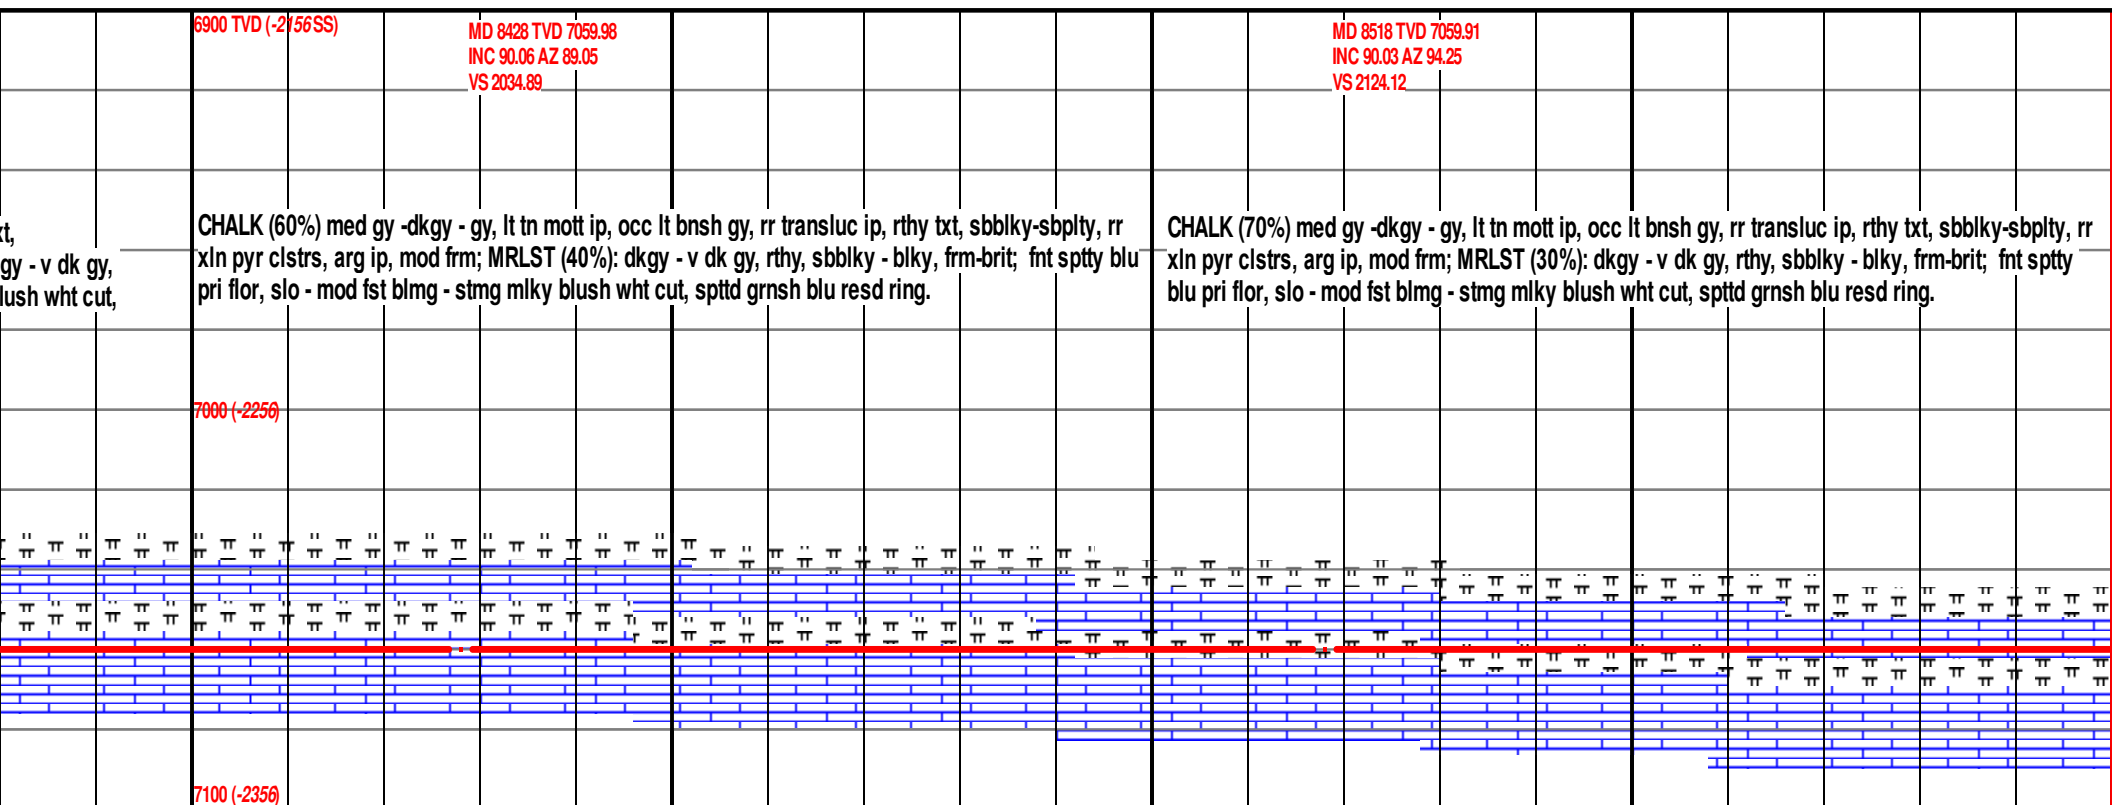 6900 TVD (-2156 SS)
MD 8428 TVD 7059.98
INC 90.06 AZ 89.05
VS 2034.89
MD 8518 TVD 7059.91
INC 90.03 AZ 94.25
VS 2124.12
xt,
gy - v dk gy,
lush wht cut,
CHALK (60%) med gy -dkgy - gy, lt tn mott ip, occ lt bnsh gy, rr transluc ip, rthy txt, sbblky-sbplty, rr
xln pyr clstrs, arg ip, mod frm; MRLST (40%): dkgy - v dk gy, rthy, sbblky - blky, frm-brit; fnt sptty blu
pri flor, slo - mod fst blmg - stmg mlky blush wht cut, spttd grnsh blu resd ring.
CHALK (70%) med gy -dkgy - gy, lt tn mott ip, occ lt bnsh gy, rr transluc ip, rthy txt, sbblky-sbplty, rr
xln pyr clstrs, arg ip, mod frm; MRLST (30%): dkgy - v dk gy, rthy, sbblky - blky, frm-brit; fnt sptty
blu pri flor, slo - mod fst blmg - stmg mlky blush wht cut, spttd grnsh blu resd ring.
7000 (-2256)
7100 (-2356)